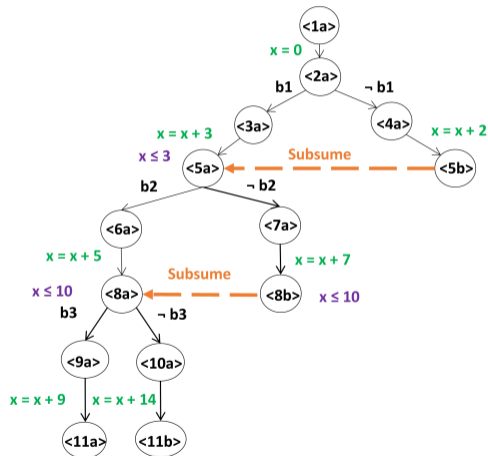 <1a>
x = 0
<2a>
b1
¬ b1
<3a>
<4a>
x = x + 3
x = x + 2
x ≤ 3
Subsume
<5a>
<5b>
b2
¬ b2
<6a>
<7a>
x = x + 5
x = x + 7
Subsume
x ≤ 10
<8a>
<8b>
x ≤ 10
b3
¬ b3
<9a>
<10a>
x = x + 9
x = x + 14
<11a>
<11b>